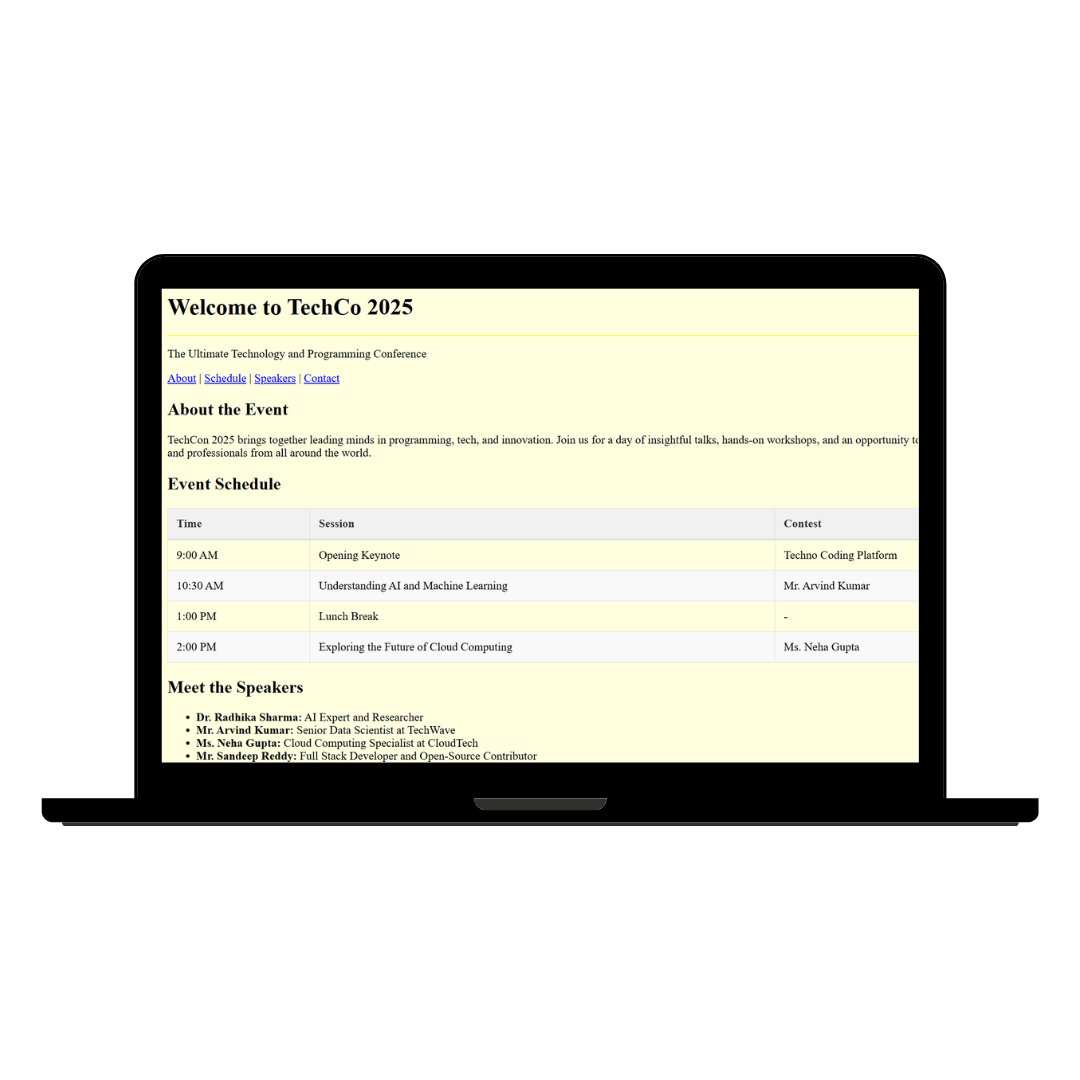 Welcome to TechCo 2025
The Ultimate Technology and Programming Conference
About | Schedule | Speakers | Contact
About the Event
TechCon 2025 brings together leading minds in programming, tech, and innovation. Join us for a day of insightful talks, hands-on workshops, and an opportunity to
and professionals from all around the world.
Event Schedule
Time Session Contest
9:00 AM Opening Keynote Techno Coding Platform
10:30 AM Understanding AI and Machine Learning Mr. Arvind Kumar
1:00 PM Lunch Break -
2:00 PM Exploring the Future of Cloud Computing Ms. Neha Gupta
Meet the Speakers
• Dr. Radhika Sharma: AI Expert and Researcher
• Mr. Arvind Kumar: Senior Data Scientist at TechWave
• Ms. Neha Gupta: Cloud Computing Specialist at CloudTech
• Mr. Sandeep Reddy: Full Stack Developer and Open-Source Contributor